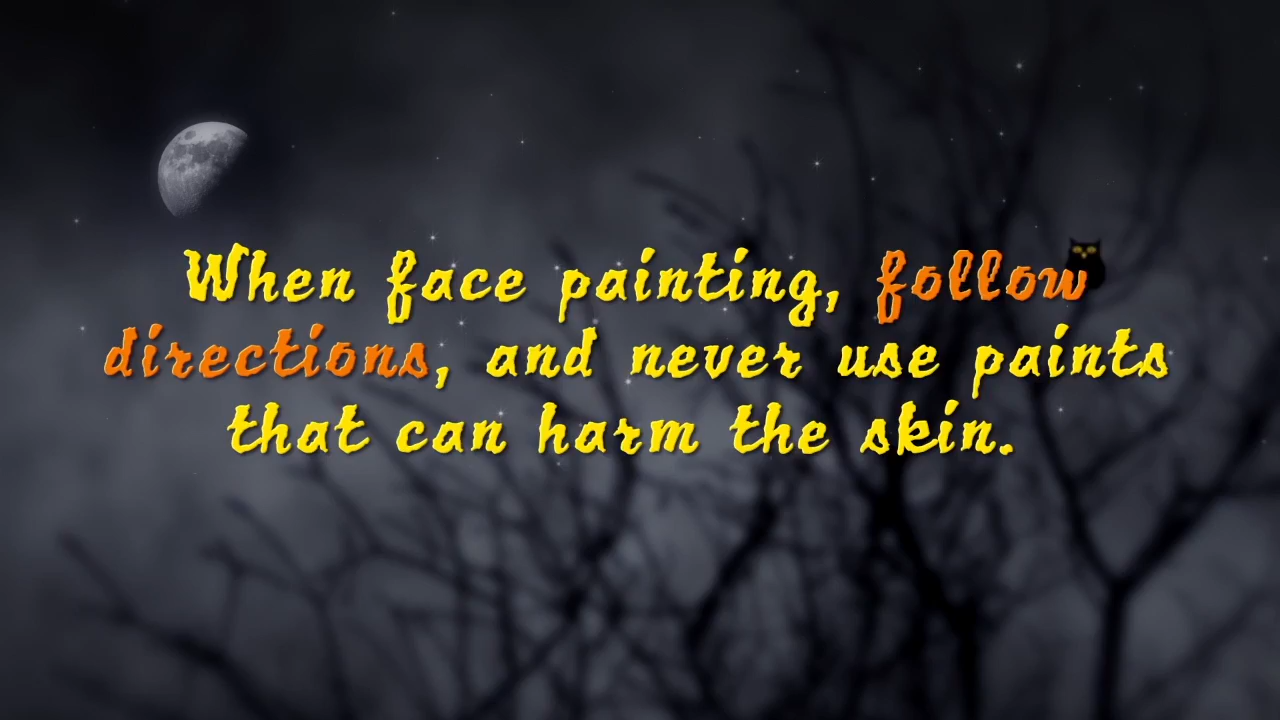 When face painting, follow
directions, and never use paints
that can harm the skin.